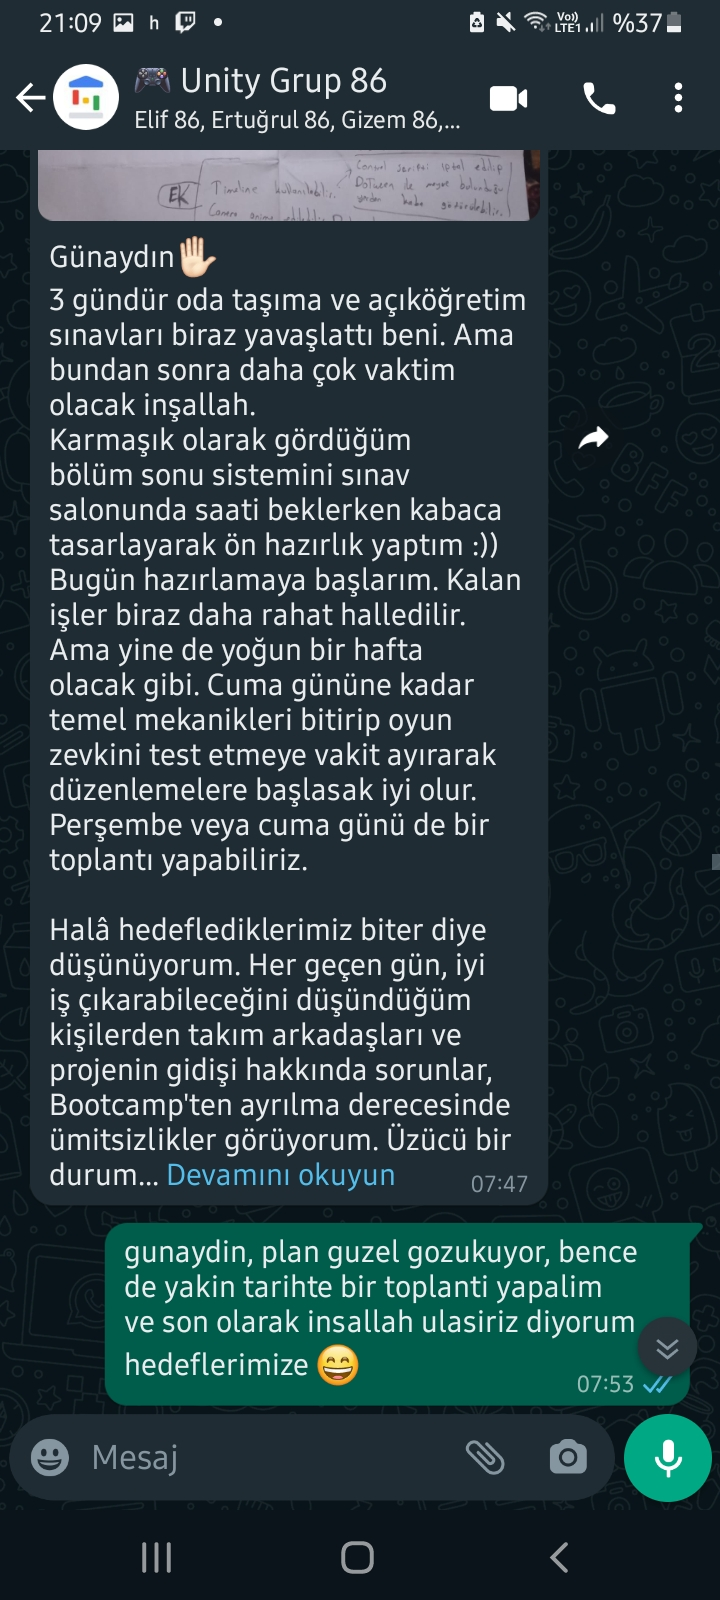 21:09 h %37
Vo)) LTE1
Unity Grup 86
Elif 86, Ertuğrul 86, Gizem 86,...
iptal edilip
EK Timeline kullanılabilir. DoTween de
Günaydın
3 gündür oda taşıma ve açıköğretim
sınavları biraz yavaşlattı beni. Ama
bundan sonra daha çok vaktim
olacak inşallah.
Karmaşık olarak gördüğüm
bölüm sonu sistemini sınav
salonunda saati beklerken kabaca
tasarlayarak ön hazırlık yaptım :))
Bugün hazırlamaya başlarım. Kalan
işler biraz daha rahat halledilir.
Ama yine de yoğun bir hafta
olacak gibi. Cuma gününe kadar
temel mekanikleri bitirip oyun
zevkini test etmeye vakit ayırarak
düzenlemelere başlasak iyi olur.
Perşembe veya cuma günü de bir
toplantı yapabiliriz.
Halâ hedeflediklerimiz biter diye
düşünüyorum. Her geçen gün, iyi
iş çıkarabileceğini düşündüğüm
kişilerden takım arkadaşları ve
projenin gidişi hakkında sorunlar,
Bootcamp'ten ayrılma derecesinde
ümitsizlikler görüyorum. Üzücü bir
durum... Devamını okuyun 07:47
gunaydin, plan guzel gozukuyor, bence
de yakin tarihte bir toplanti yapalim
ve son olarak insallah ulasiriz diyorum
hedeflerimize
07:53
Mesaj